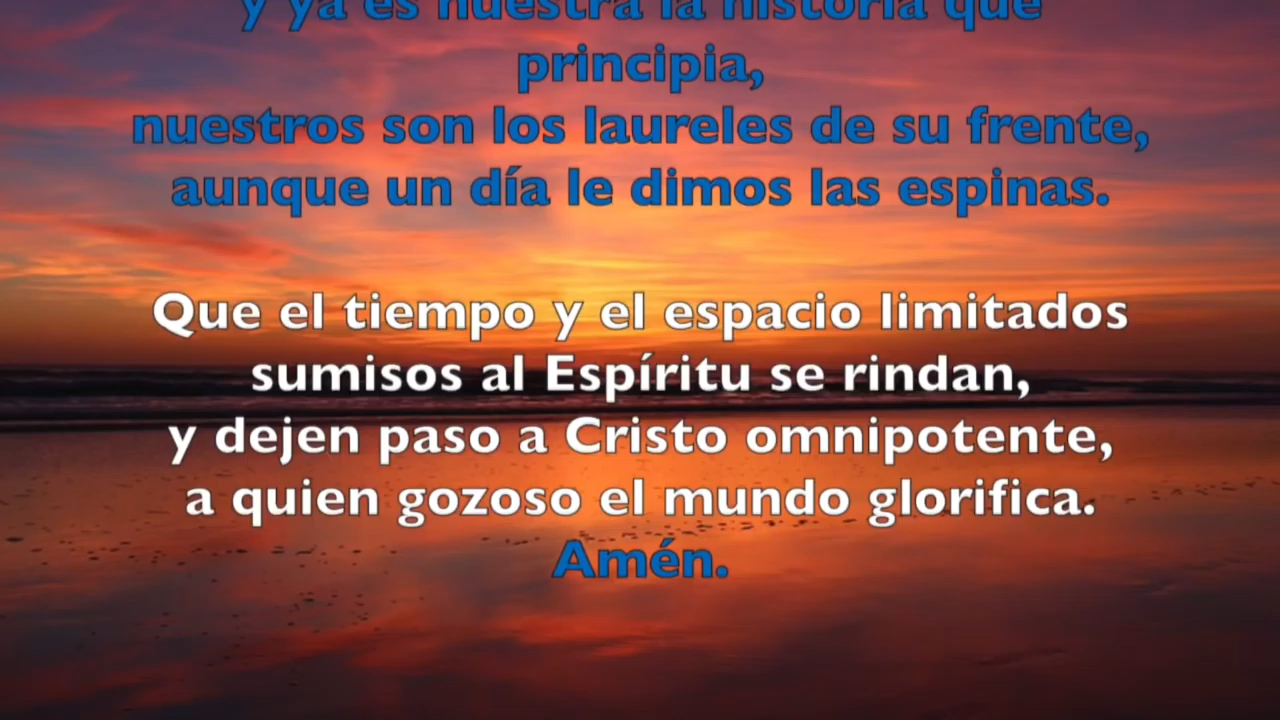 y ya es nuestra la historia que
principia,
nuestros son los laureles de su frente,
aunque un día le dimos las espinas.
Que el tiempo y el espacio limitados
sumisos al Espíritu se rindan,
y dejen paso a Cristo omnipotente,
a quien gozoso el mundo glorifica.
Amén.